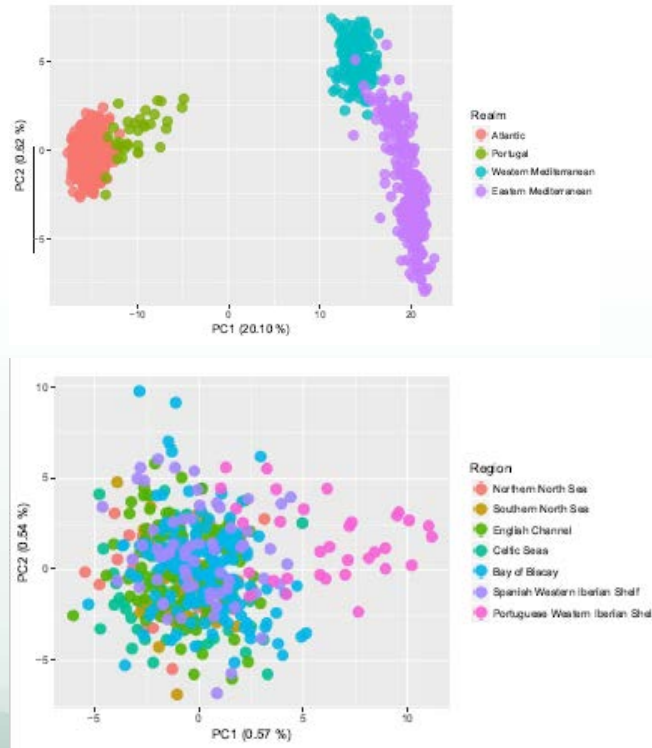 5
0
-5
PC2 (0.62 %)
-10
0
10
20
PC1 (20.10 %)
Realm
Atlantic
Portugal
Western Mediterranean
Eastern Mediterranean
10
5
0
-5
PC2 (0.54 %)
-5
0
5
10
PC1 (0.57 %)
Region
Northern North Sea
Southern North Sea
English Channel
Celtic Seas
Bay of Biscay
Spanish Western Iberian Shelf
Portuguese Western Iberian Shel